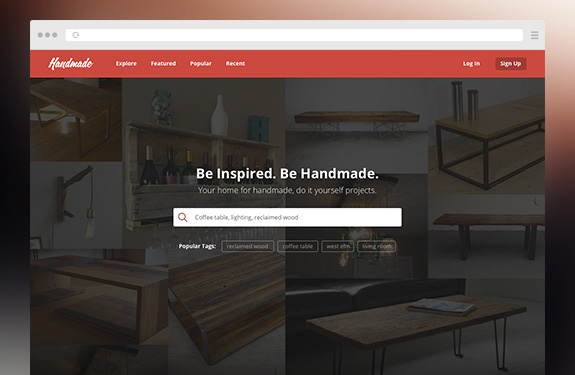 Handmade
Explore Featured Popular Recent
Log In Sign Up
Be Inspired. Be Handmade.
Your home for handmade, do it yourself projects.
Coffee table, lighting, reclaimed wood
Popular Tags: reclaimed wood coffee table west elm living room